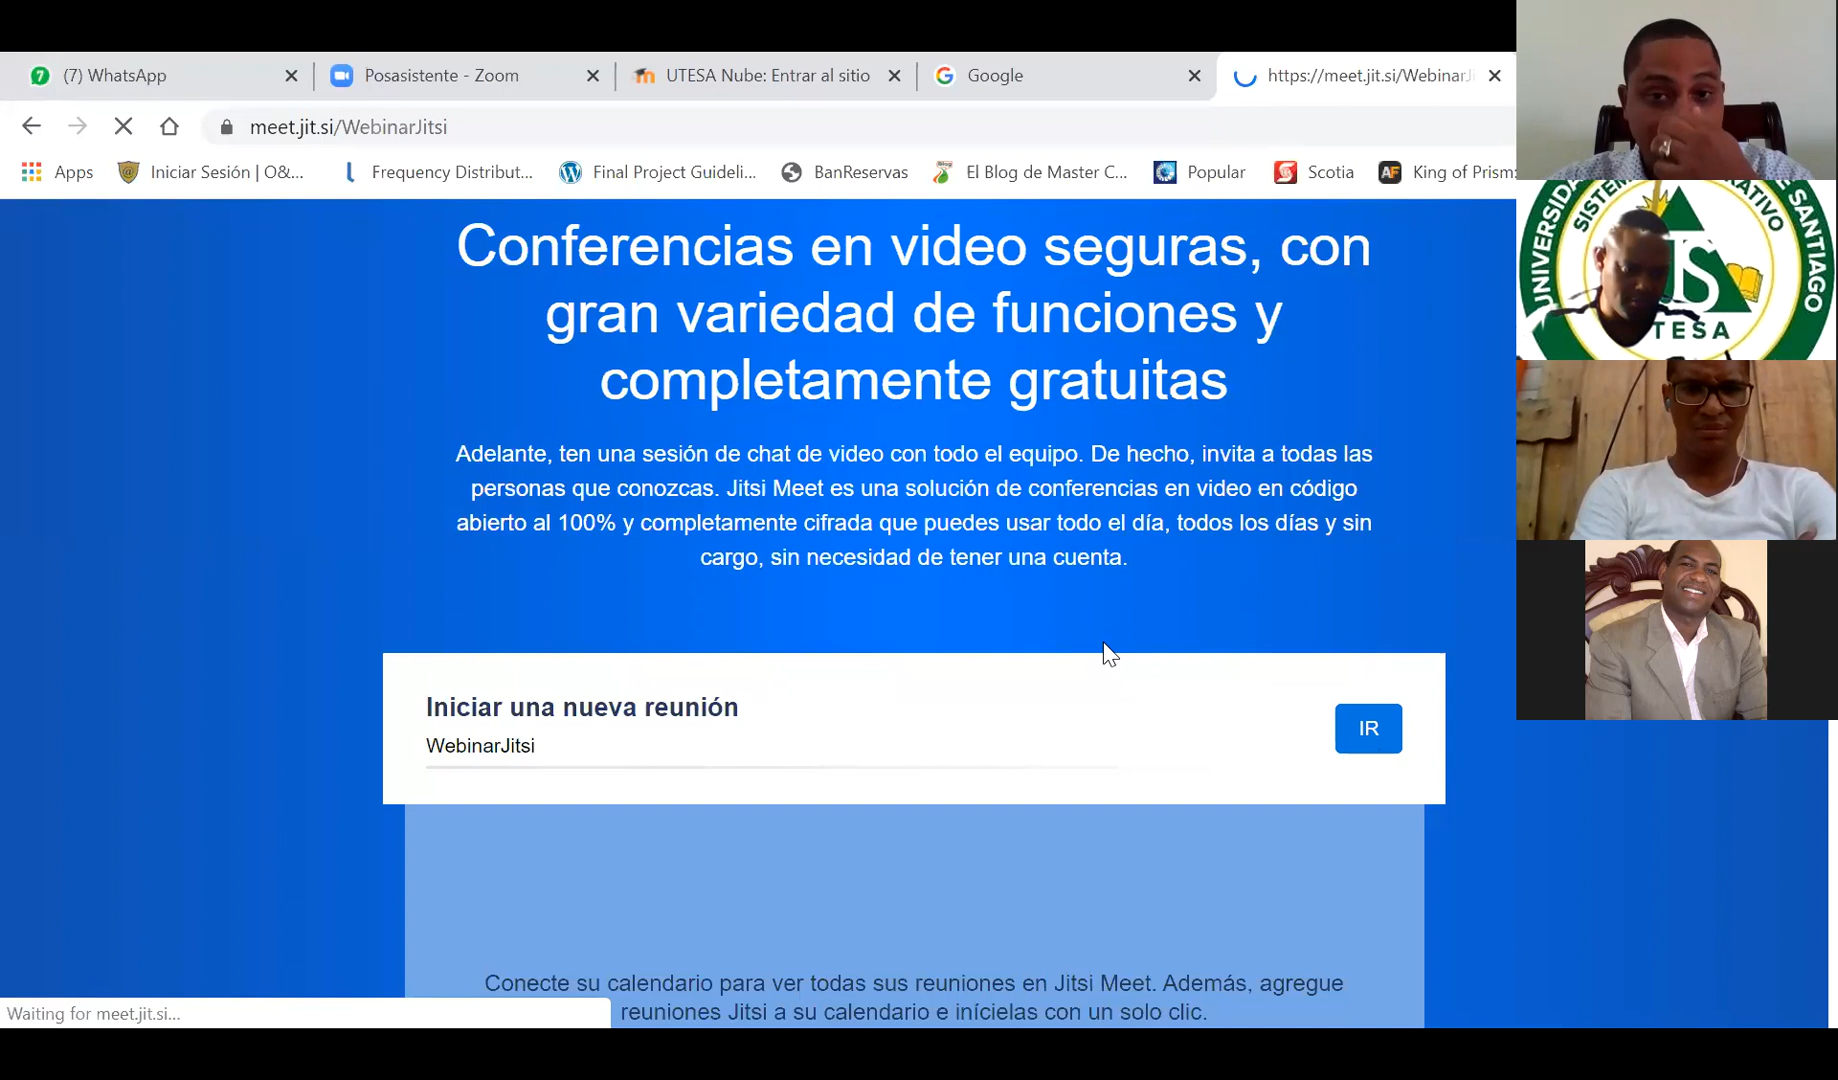 (7) WhatsApp
Posasistente - Zoom
UTESA Nube: Entrar al sitio
Google
https://meet.jit.si/WebinarJi
meet.jit.si/WebinarJitsi
Apps
Iniciar Sesión | O&...
Frequency Distribut...
Final Project Guideli...
BanReservas
El Blog de Master C...
Popular
Scotia
King of Prism:
Conferencias en video seguras, con
gran variedad de funciones y
completamente gratuitas
Adelante, ten una sesión de chat de video con todo el equipo. De hecho, invita a todas las
personas que conozcas. Jitsi Meet es una solución de conferencias en video en código
abierto al 100% y completamente cifrada que puedes usar todo el día, todos los días y sin
cargo, sin necesidad de tener una cuenta.
Iniciar una nueva reunión
WebinarJitsi
IR
Conecte su calendario para ver todas sus reuniones en Jitsi Meet. Además, agregue
reuniones Jitsi a su calendario e inícielas con un solo clic.
Waiting for meet.jit.si...
SANTIAGO